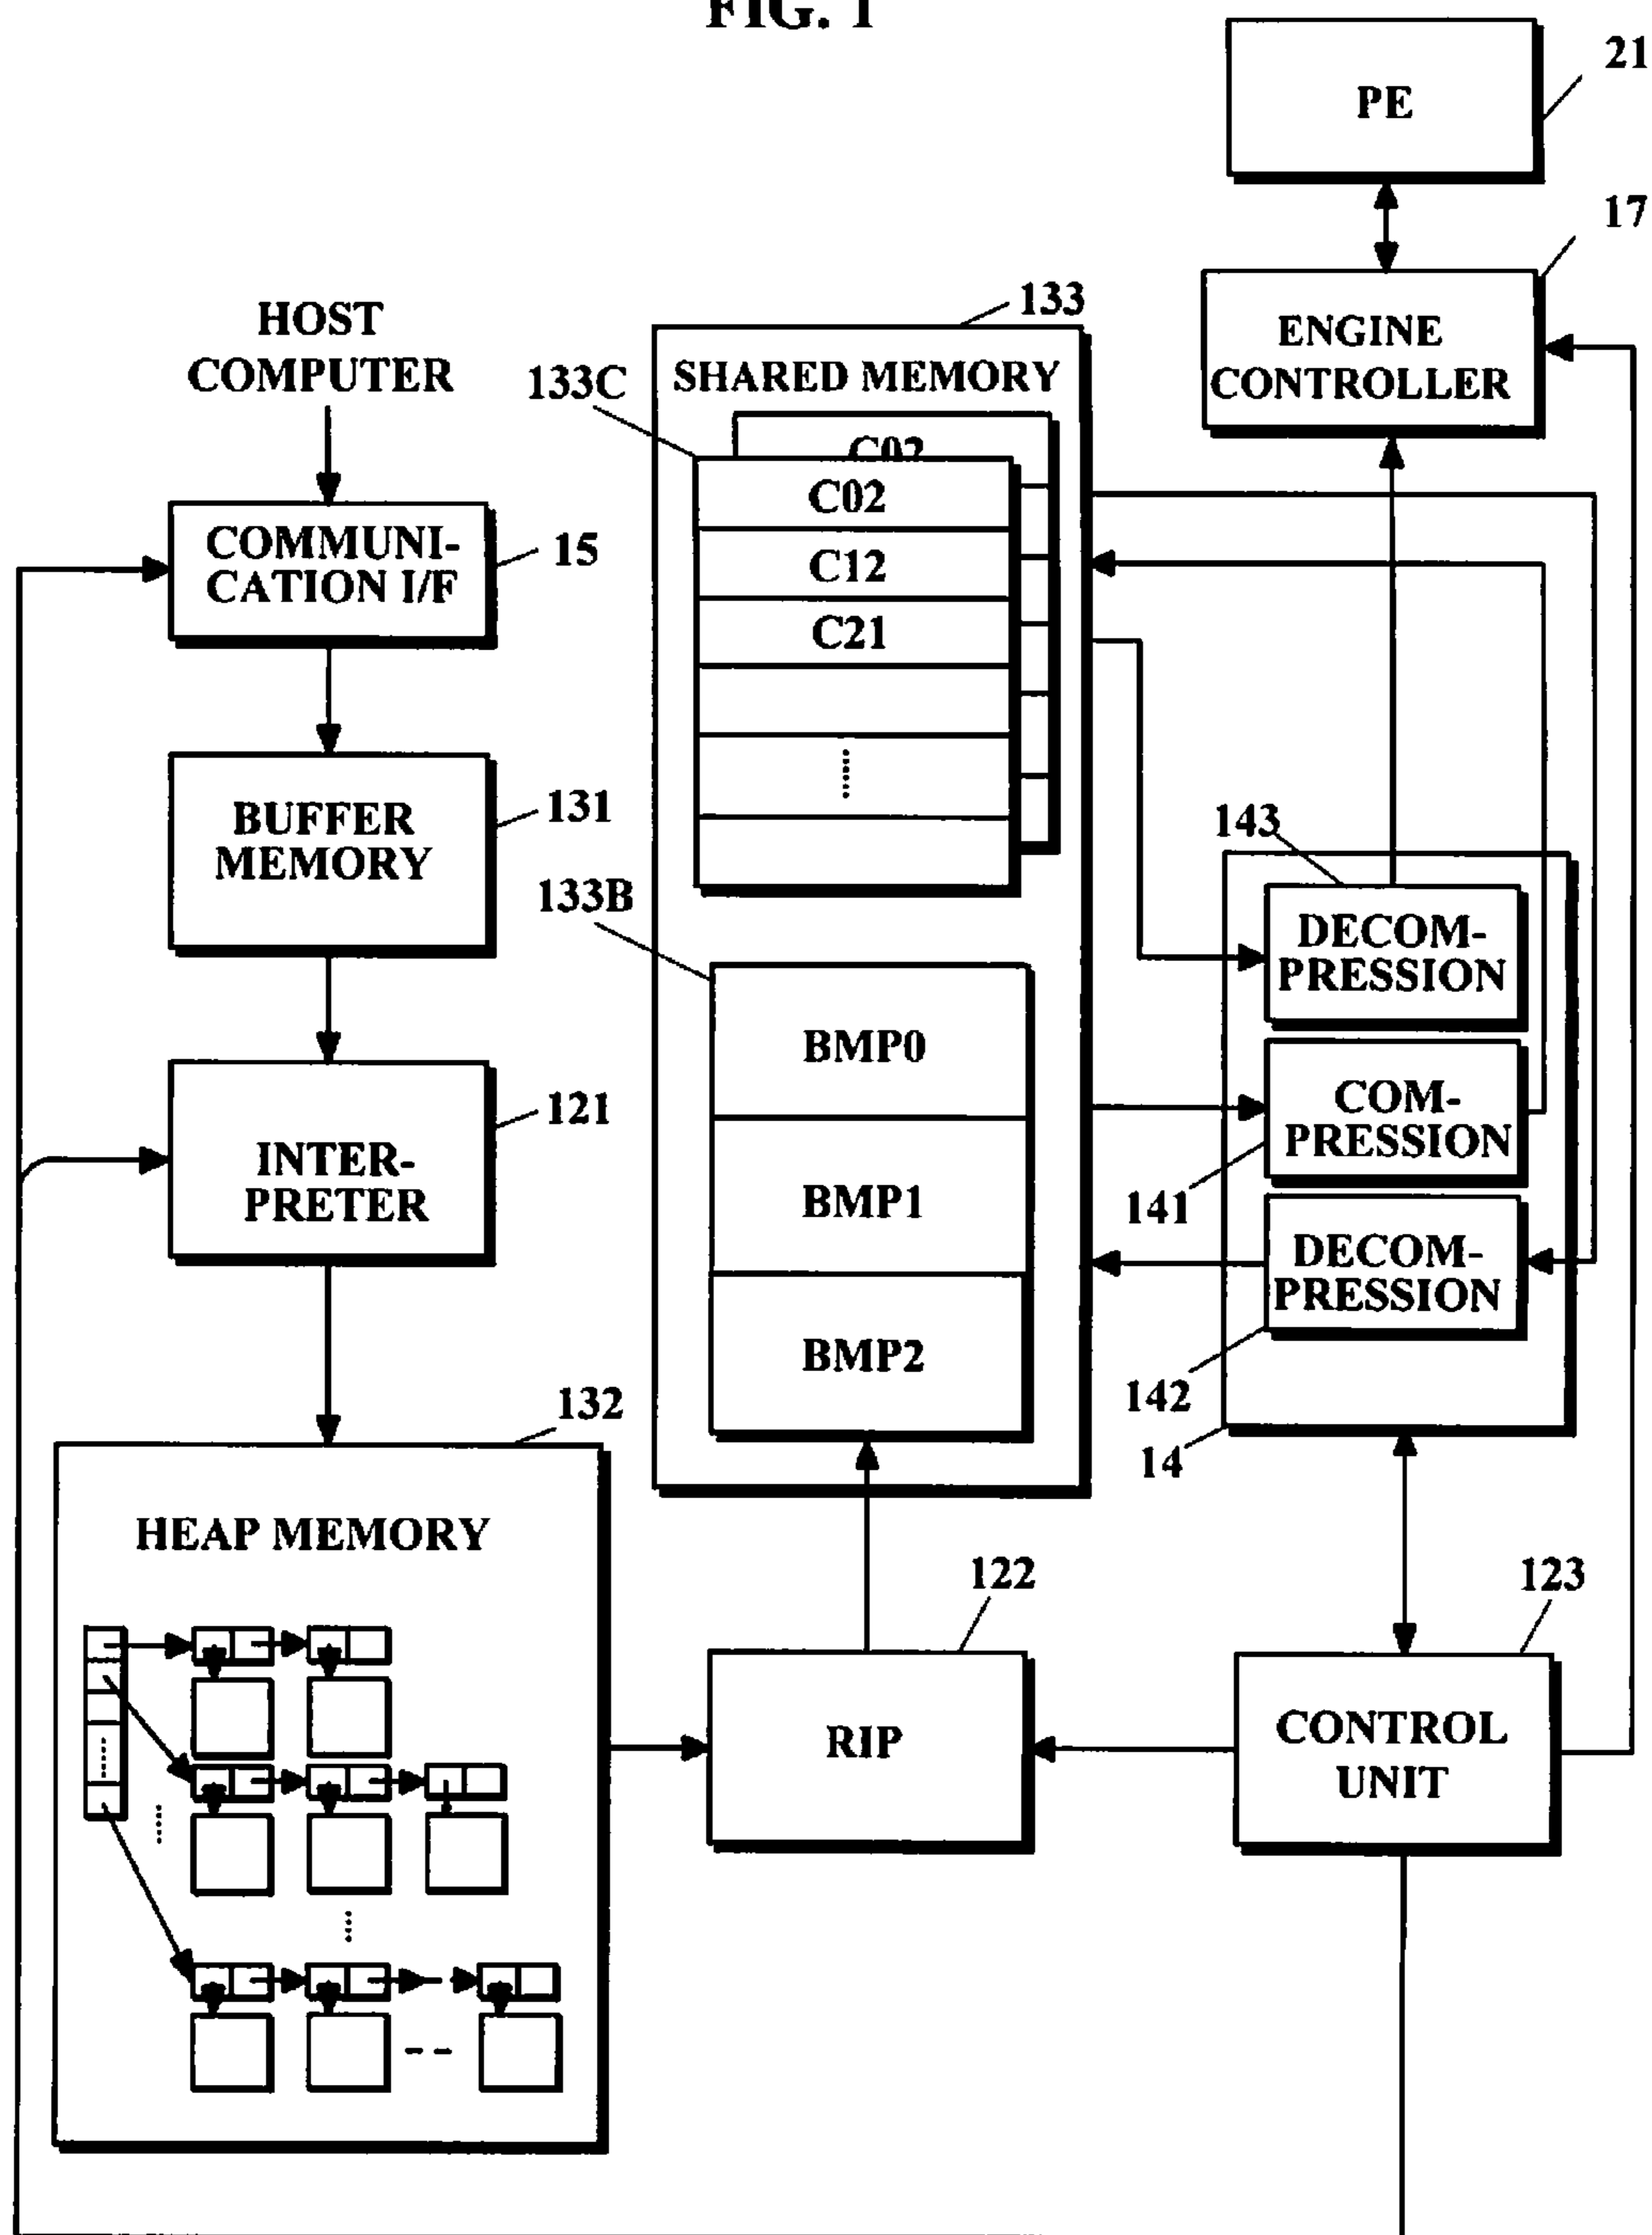 FIG. 1
PE
21
17
ENGINE
CONTROLLER
HOST
COMPUTER
133
SHARED MEMORY
133C
C02
C02
C12
C21
COMMUNI-
CATION I/F
15
BUFFER
MEMORY
131
133B
BMP0
BMP1
BMP2
143
DECOM-
PRESSION
COM-
PRESSION
141
DECOM-
PRESSION
142
14
INTER-
PRETER
121
132
HEAP MEMORY
122
RIP
123
CONTROL
UNIT